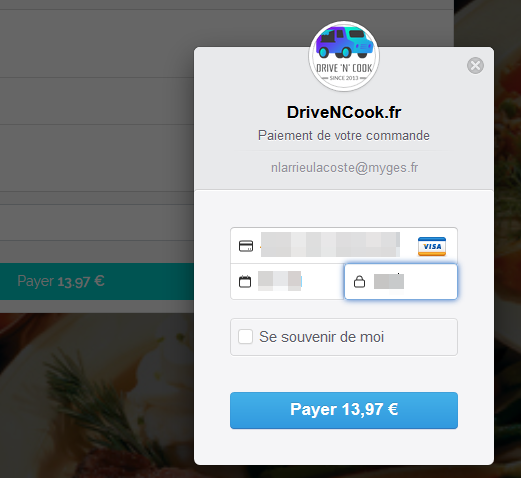 DRIVE 'N' COOK
SINCE 2013
DriveNCook.fr
Paiement de votre commande
nlarrieulacoste@myges.fr
VISA
Se souvenir de moi
Payer 13,97 €
Payer 13.97 €